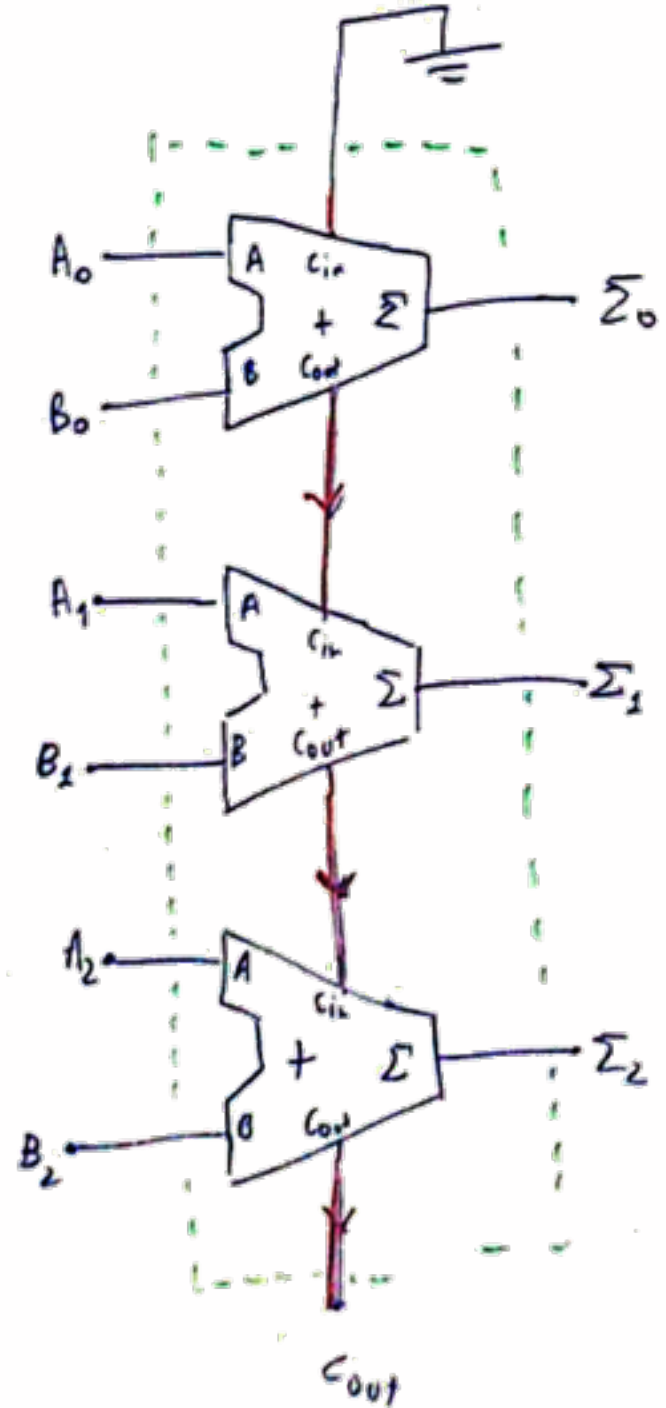 A₀ A Cin
+ Σ Σ₀
B₀ B Cout
A₁ A Cin
+ Σ Σ₁
B₁ B Cout
A₂ A Cin
+ Σ Σ₂
B₂ B Cout
Cout